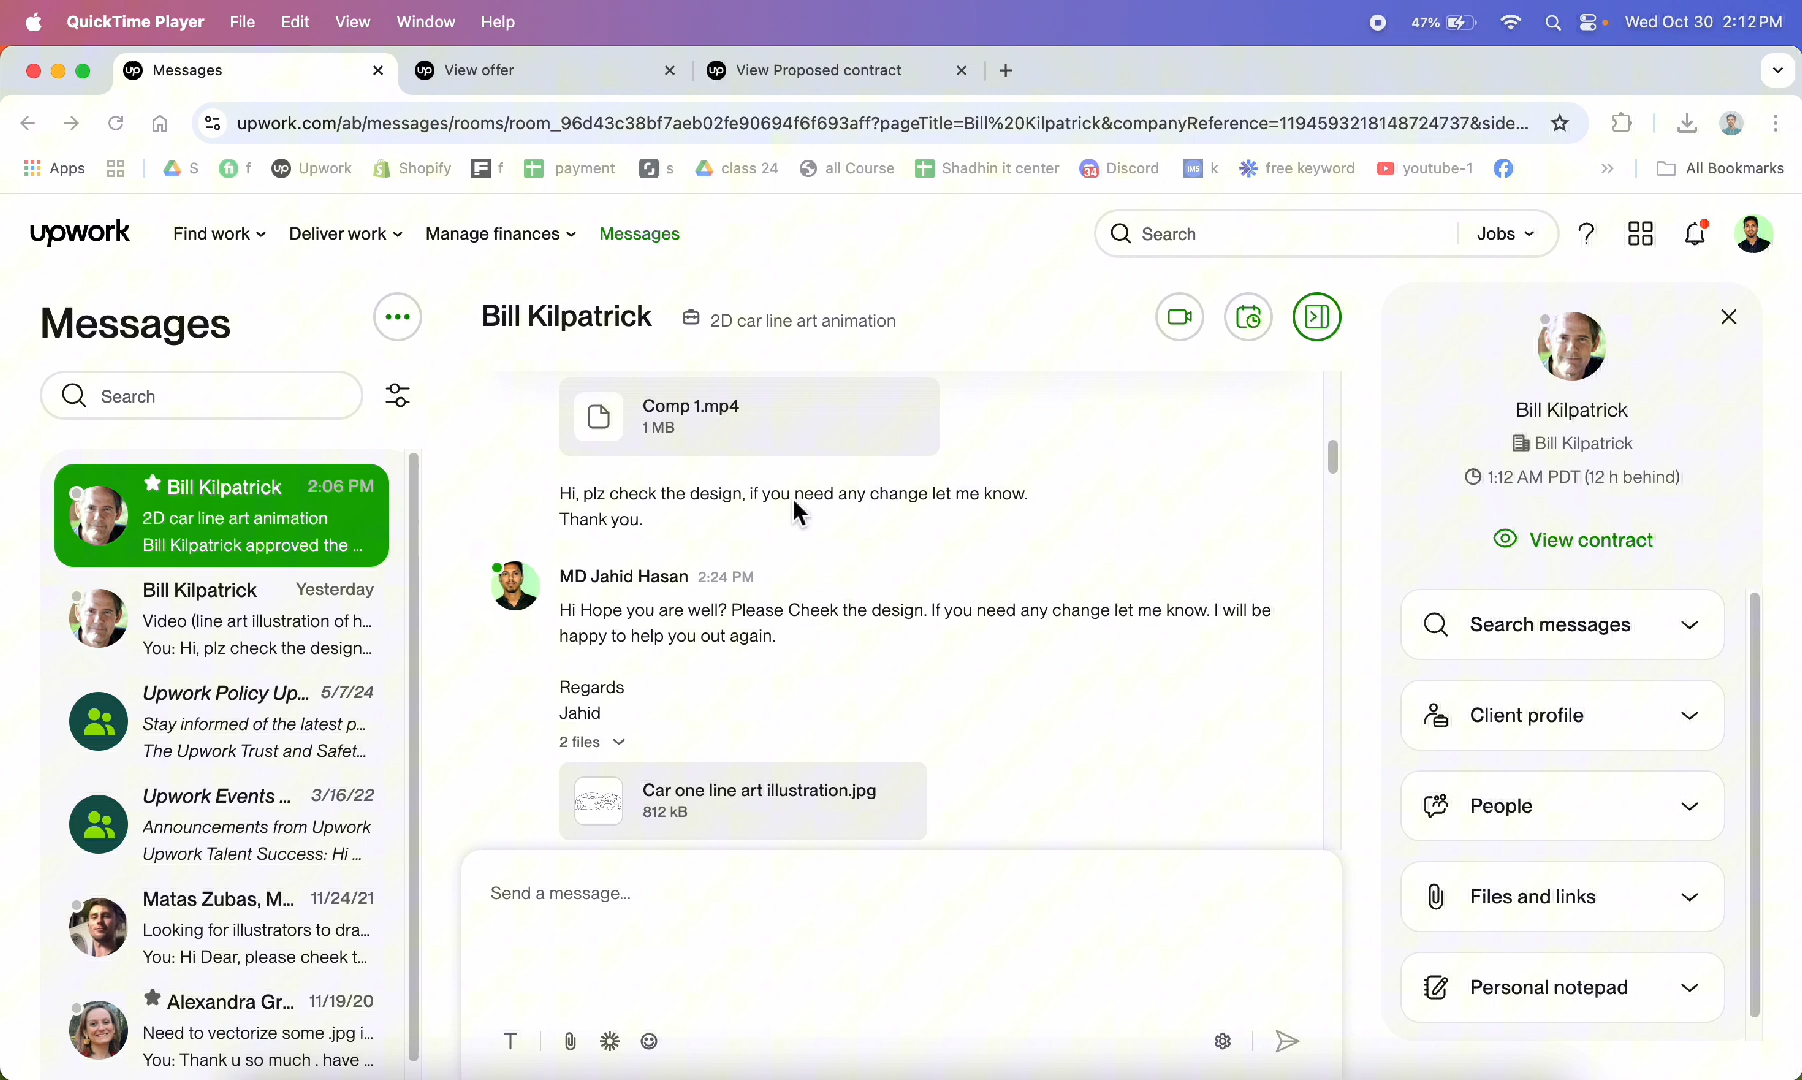 QuickTime Player File Edit View Window Help 47% Wed Oct 30 2:12 PM
Messages View offer View Proposed contract
upwork.com/ab/messages/rooms/room_96d43c38bf7aeb02fe90694f6f693aff?pageTitle=Bill%20Kilpatrick&companyReference=1194593218148724737&side...
Apps S f Upwork Shopify f payment s class 24 all Course Shadhin it center 34 Discord IMS k free keyword youtube-1 » All Bookmarks
upwork Find work Deliver work Manage finances Messages Search Jobs
Messages
Search
Bill Kilpatrick 2:06 PM
2D car line art animation
Bill Kilpatrick approved the ...
Bill Kilpatrick Yesterday
Video (line art illustration of h...
You: Hi, plz check the design...
Upwork Policy Up... 5/7/24
Stay informed of the latest p...
The Upwork Trust and Safet...
Upwork Events ... 3/16/22
Announcements from Upwork
Upwork Talent Success: Hi ...
Matas Zubas, M... 11/24/21
Looking for illustrators to dra...
You: Hi Dear, please cheek t...
Alexandra Gr... 11/19/20
Need to vectorize some .jpg i...
You: Thank u so much . have ...
Bill Kilpatrick 2D car line art animation
Comp 1.mp4
1 MB
Hi, plz check the design, if you need any change let me know.
Thank you.
MD Jahid Hasan 2:24 PM
Hi Hope you are well? Please Cheek the design. If you need any change let me know. I will be
happy to help you out again.
Regards
Jahid
2 files
Car one line art illustration.jpg
812 kB
Send a message...
T
Bill Kilpatrick
Bill Kilpatrick
1:12 AM PDT (12 h behind)
View contract
Search messages
Client profile
People
Files and links
Personal notepad